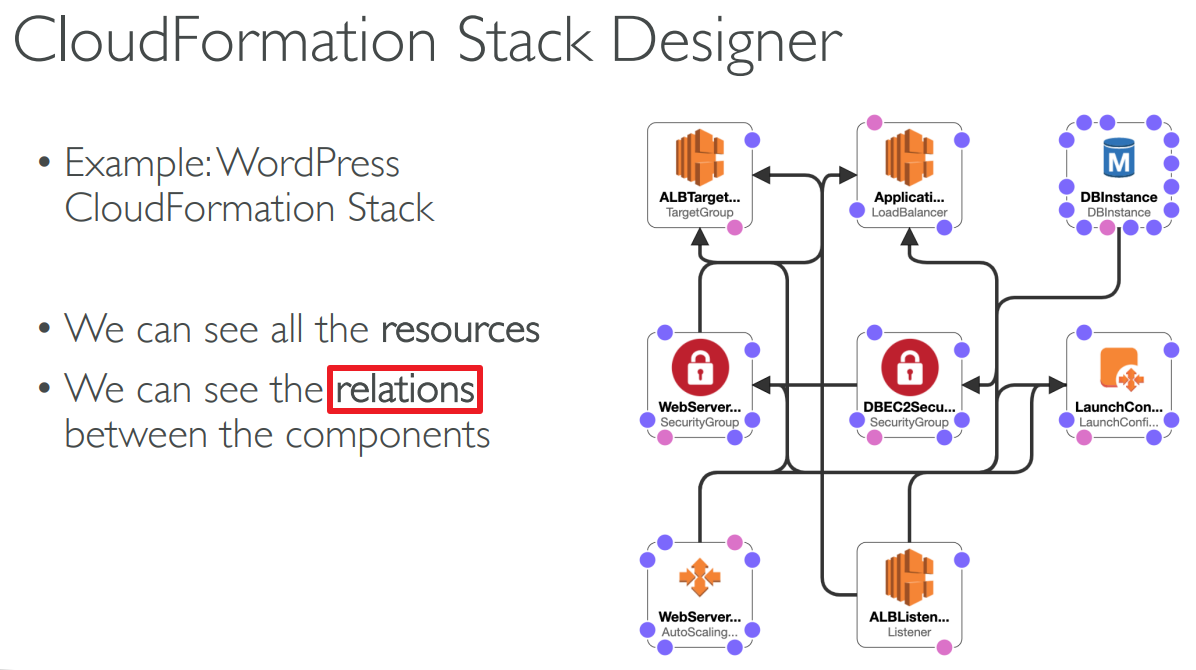 CloudFormation Stack Designer
• Example: WordPress
CloudFormation Stack
• We can see all the resources
• We can see the relations
between the components
ALBTarget...
TargetGroup
Applicati...
LoadBalancer
M
DBInstance
DBInstance
WebServer...
SecurityGroup
DBEC2Secu...
SecurityGroup
LaunchCon...
LaunchConfi...
WebServer...
AutoScaling...
ALBListen...
Listener